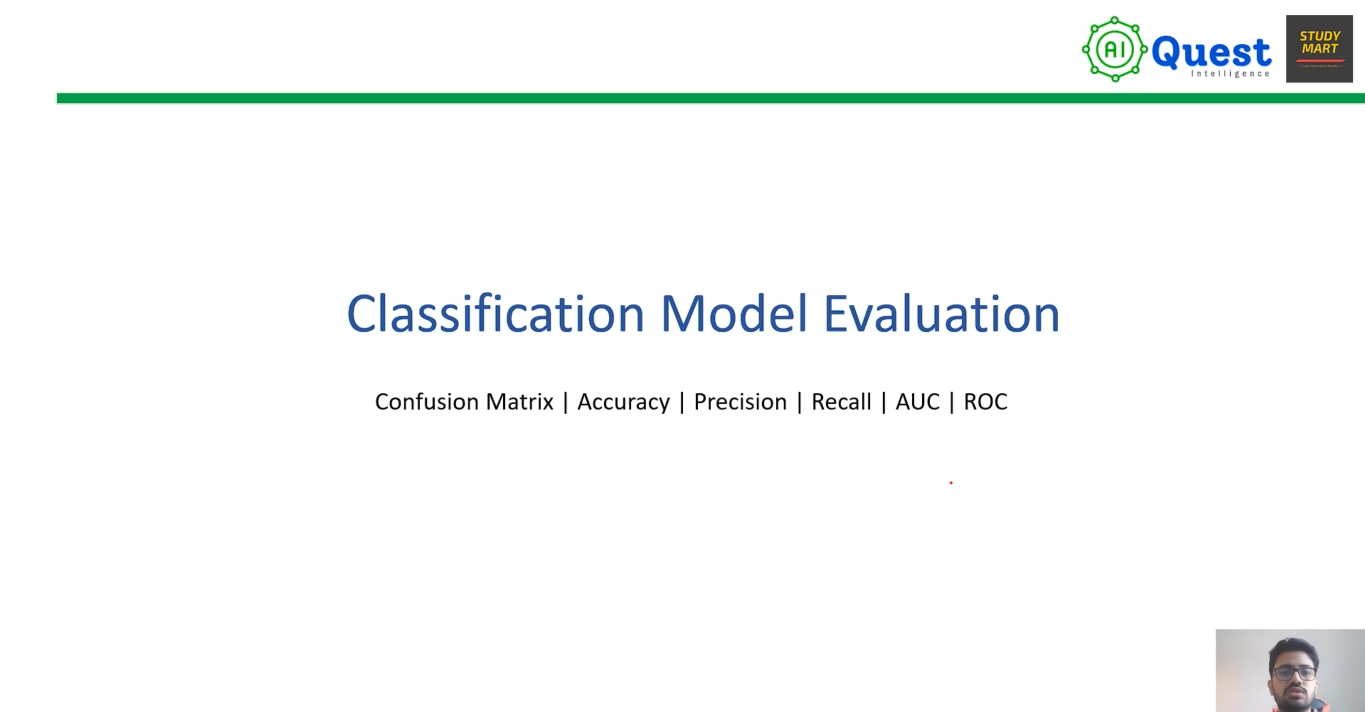 AI Quest
Intelligence
STUDY
MART
Classification Model Evaluation
Confusion Matrix | Accuracy | Precision | Recall | AUC | ROC